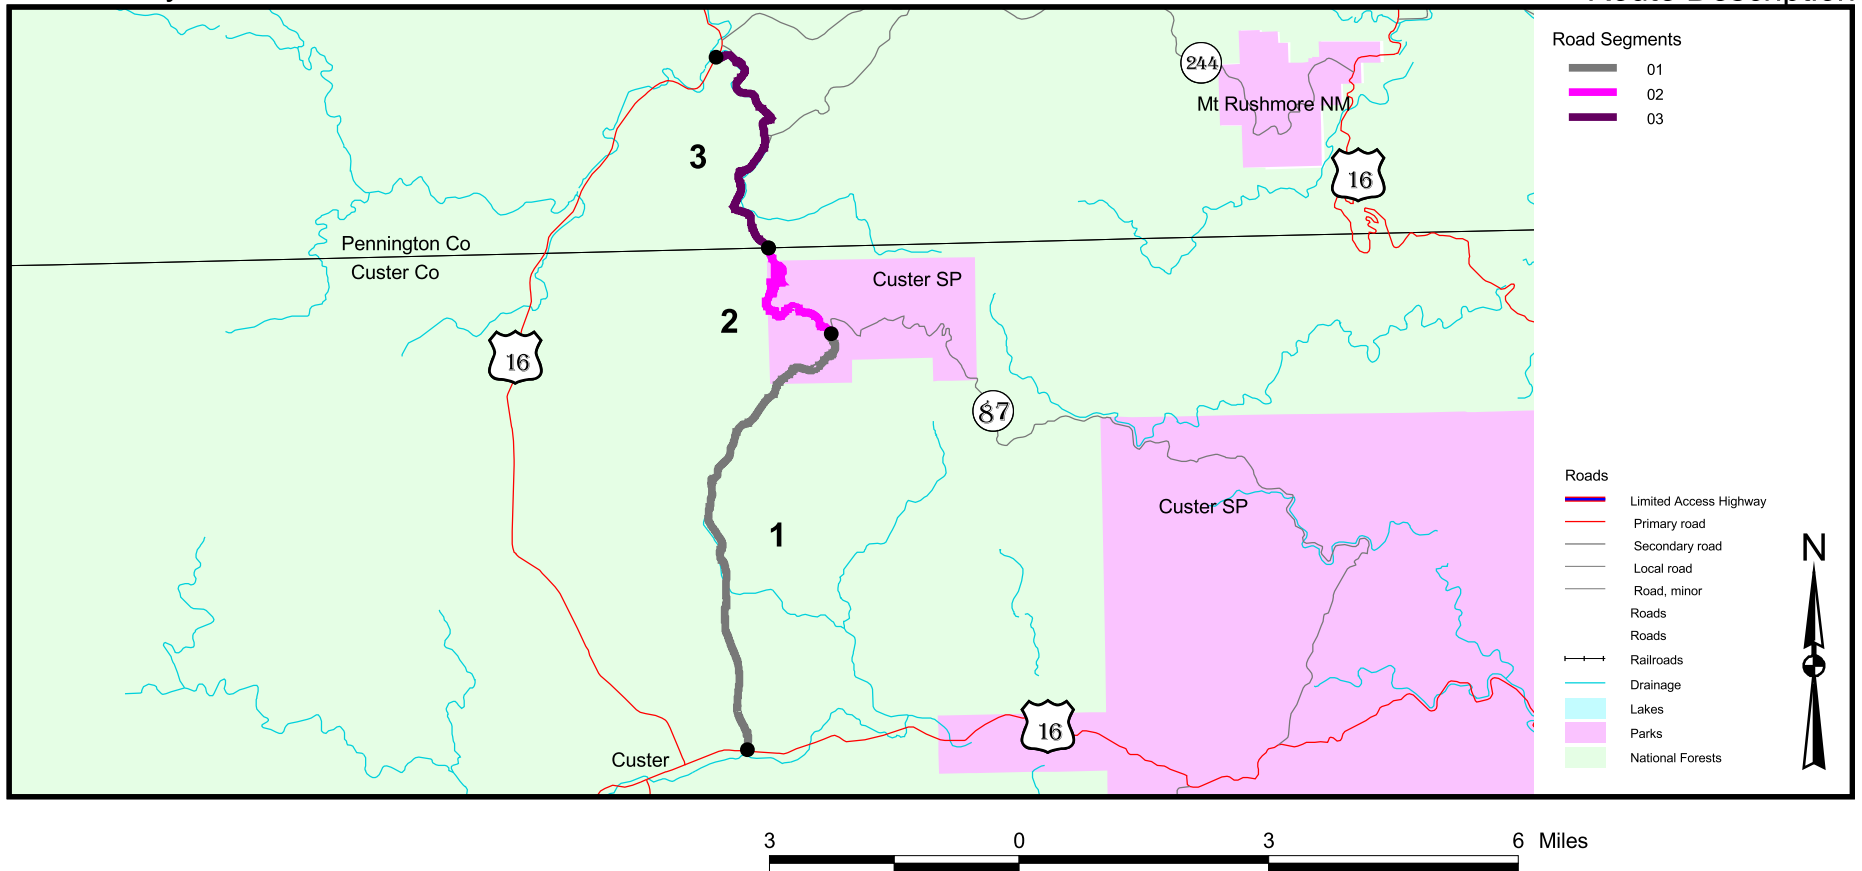 Route Description
Road Segments
01
02
03
244
Mt Rushmore NM
3
16
Pennington Co
Custer Co
Custer SP
2
16
87
Custer SP
1
16
Custer
Roads
Limited Access Highway
Primary road
Secondary road
Local road
Road, minor
Roads
Roads
Railroads
Drainage
Lakes
Parks
National Forests
N
3 0 3 6 Miles